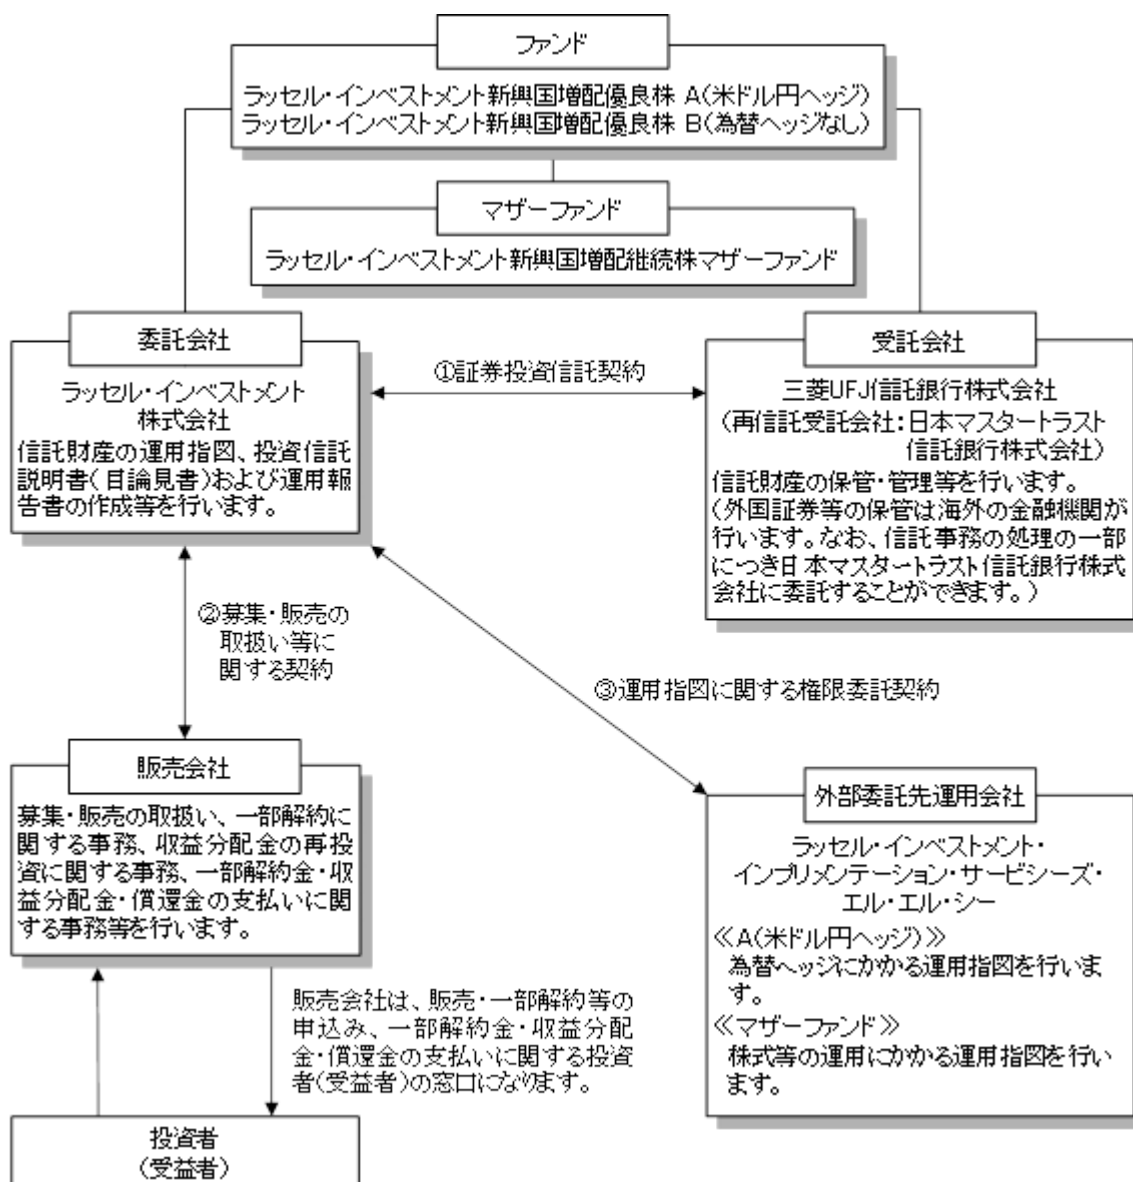 ファンド
ラッセル・インベストメント新興国増配優良株 A(米ドル円ヘッジ)
ラッセル・インベストメント新興国増配優良株 B(為替ヘッジなし)
マザーファンド
ラッセル・インベストメント新興国増配継続株マザーファンド
委託会社
ラッセル・インベストメント
株式会社
信託財産の運用指図、投資信託
説明書(目論見書)および運用報
告書の作成等を行います。
①証券投資信託契約
受託会社
三菱UFJ信託銀行株式会社
(再信託受託会社:日本マスタートラスト
信託銀行株式会社)
信託財産の保管・管理等を行います。
(外国証券等の保管は海外の金融機関が
行います。なお、信託事務の処理の一部
につき日本マスタートラスト信託銀行株式
会社に委託することができます。)
②募集・販売の
取扱い等に
関する契約
③運用指図に関する権限委託契約
販売会社
募集・販売の取扱い、一部解約に
関する事務、収益分配金の再投
資に関する事務、一部解約金・収
益分配金・償還金の支払いに関
する事務等を行います。
外部委託先運用会社
ラッセル・インベストメント・
インプリメンテーション・サービシーズ・
エル・エル・シー
≪A(米ドル円ヘッジ)≫
為替ヘッジにかかる運用指図を行いま
す。
≪マザーファンド≫
株式等の運用にかかる運用指図を行い
ます。
販売会社は、販売・一部解約等の
申込み、一部解約金・収益分配
金・償還金の支払いに関する投資
者(受益者)の窓口になります。
投資者
(受益者)